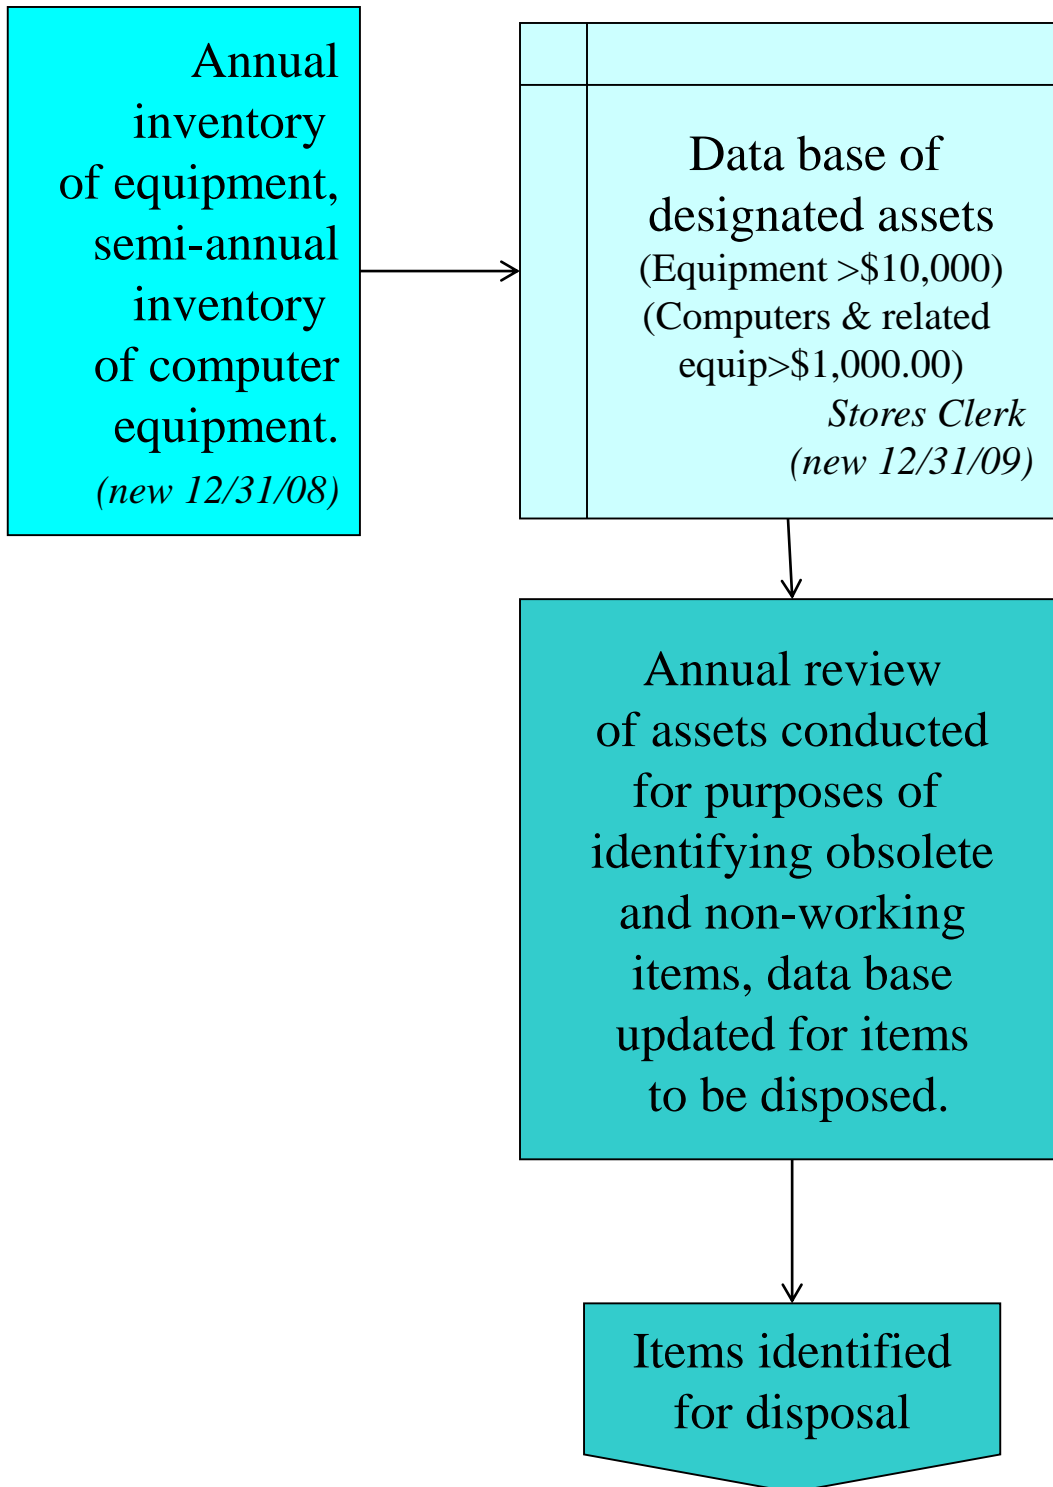 Annual
inventory
of equipment,
semi-annual
inventory
of computer
equipment.
(new 12/31/08)
Data base of
designated assets
(Equipment >$10,000)
(Computers & related
equip>$1,000.00)
Stores Clerk
(new 12/31/09)
Annual review
of assets conducted
for purposes of
identifying obsolete
and non-working
items, data base
updated for items
to be disposed.
Items identified
for disposal